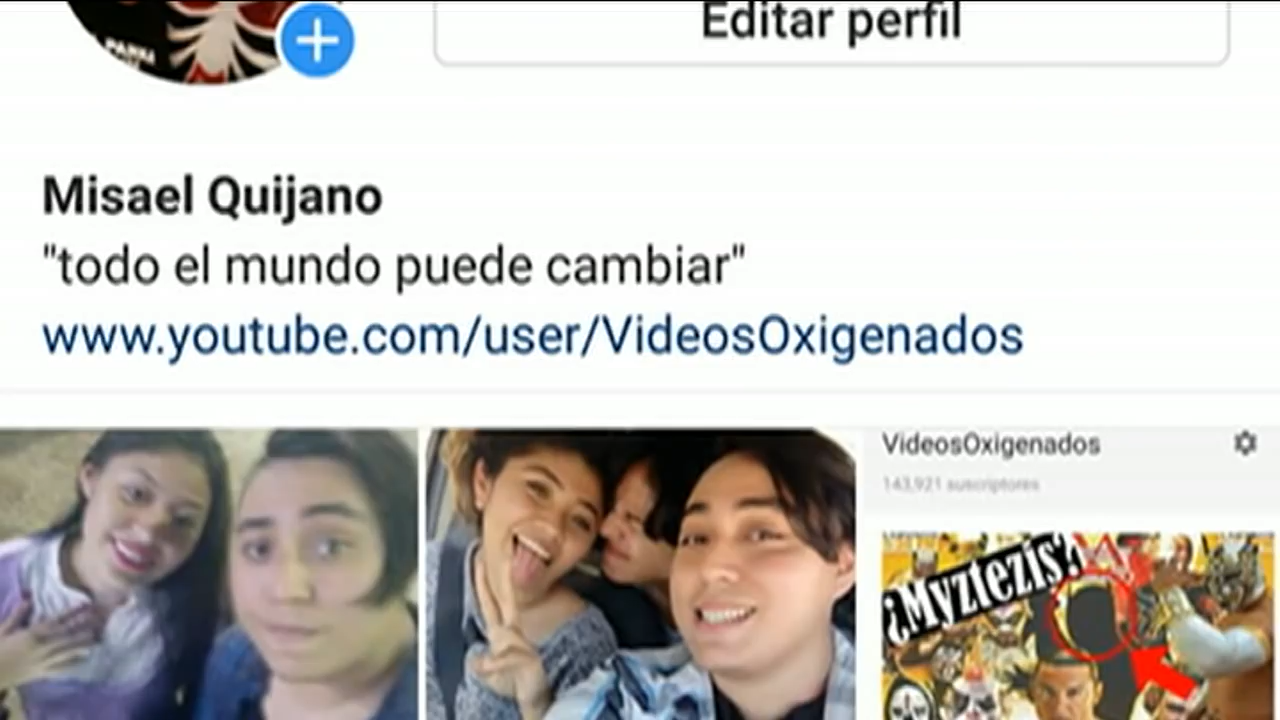 Editar perfil
Misael Quijano
"todo el mundo puede cambiar"
www.youtube.com/user/VideosOxigenados
VideosOxigenados
143,921 suscriptores
¿Myztezis?